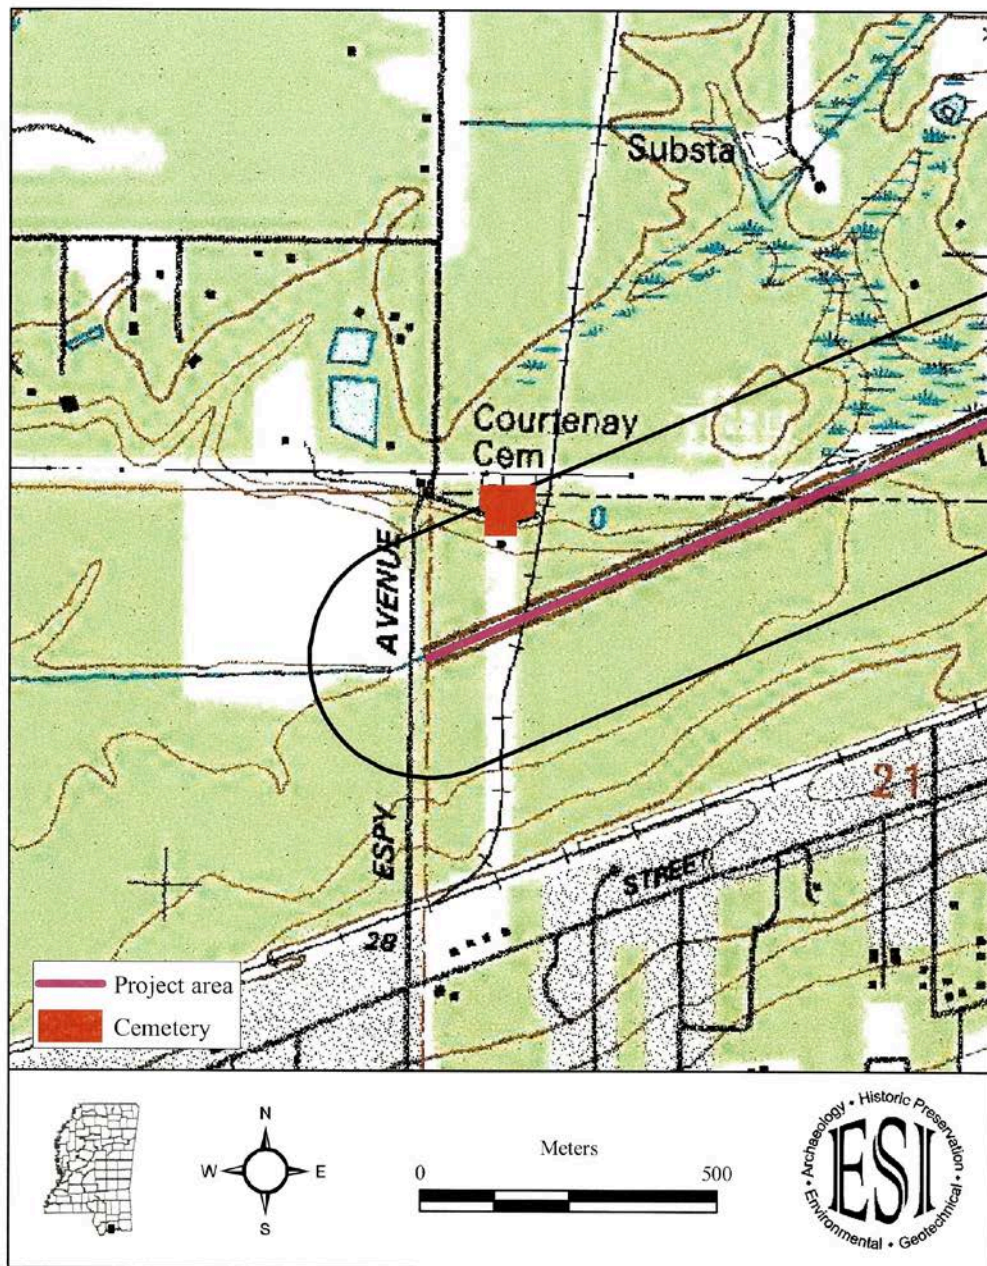 Substa
Courtenay
Cem
AVENUE
ESPY
21
STREET
28
Project area
Cemetery
N
W
E
S
Meters
0
500
Archaeology • Historic Preservation
ESI
Environmental • Geotechnical